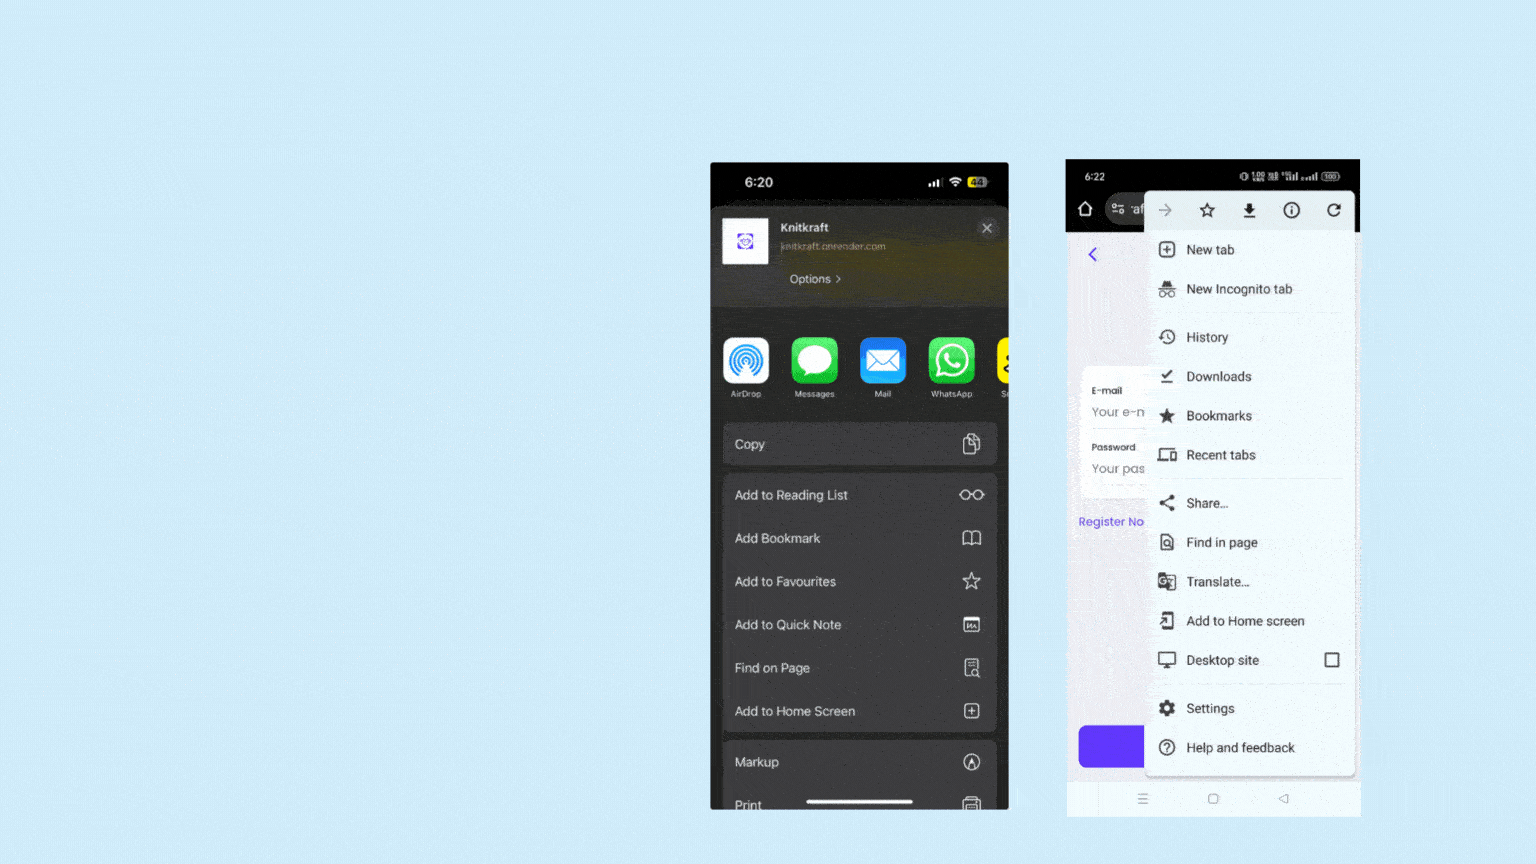 6:20
44
Knitkraft
knitkraft.onrender.com
Options >
AirDrop
Messages
Mail
WhatsApp
Copy
Add to Reading List
Add Bookmark
Add to Favourites
Add to Quick Note
Find on Page
Add to Home Screen
Markup
Print
6:22
100
New tab
New Incognito tab
History
Downloads
Bookmarks
Recent tabs
Share...
Find in page
Translate...
Add to Home screen
Desktop site
Settings
Help and feedback
E-mail
Your e-m
Password
Your pas
Register No